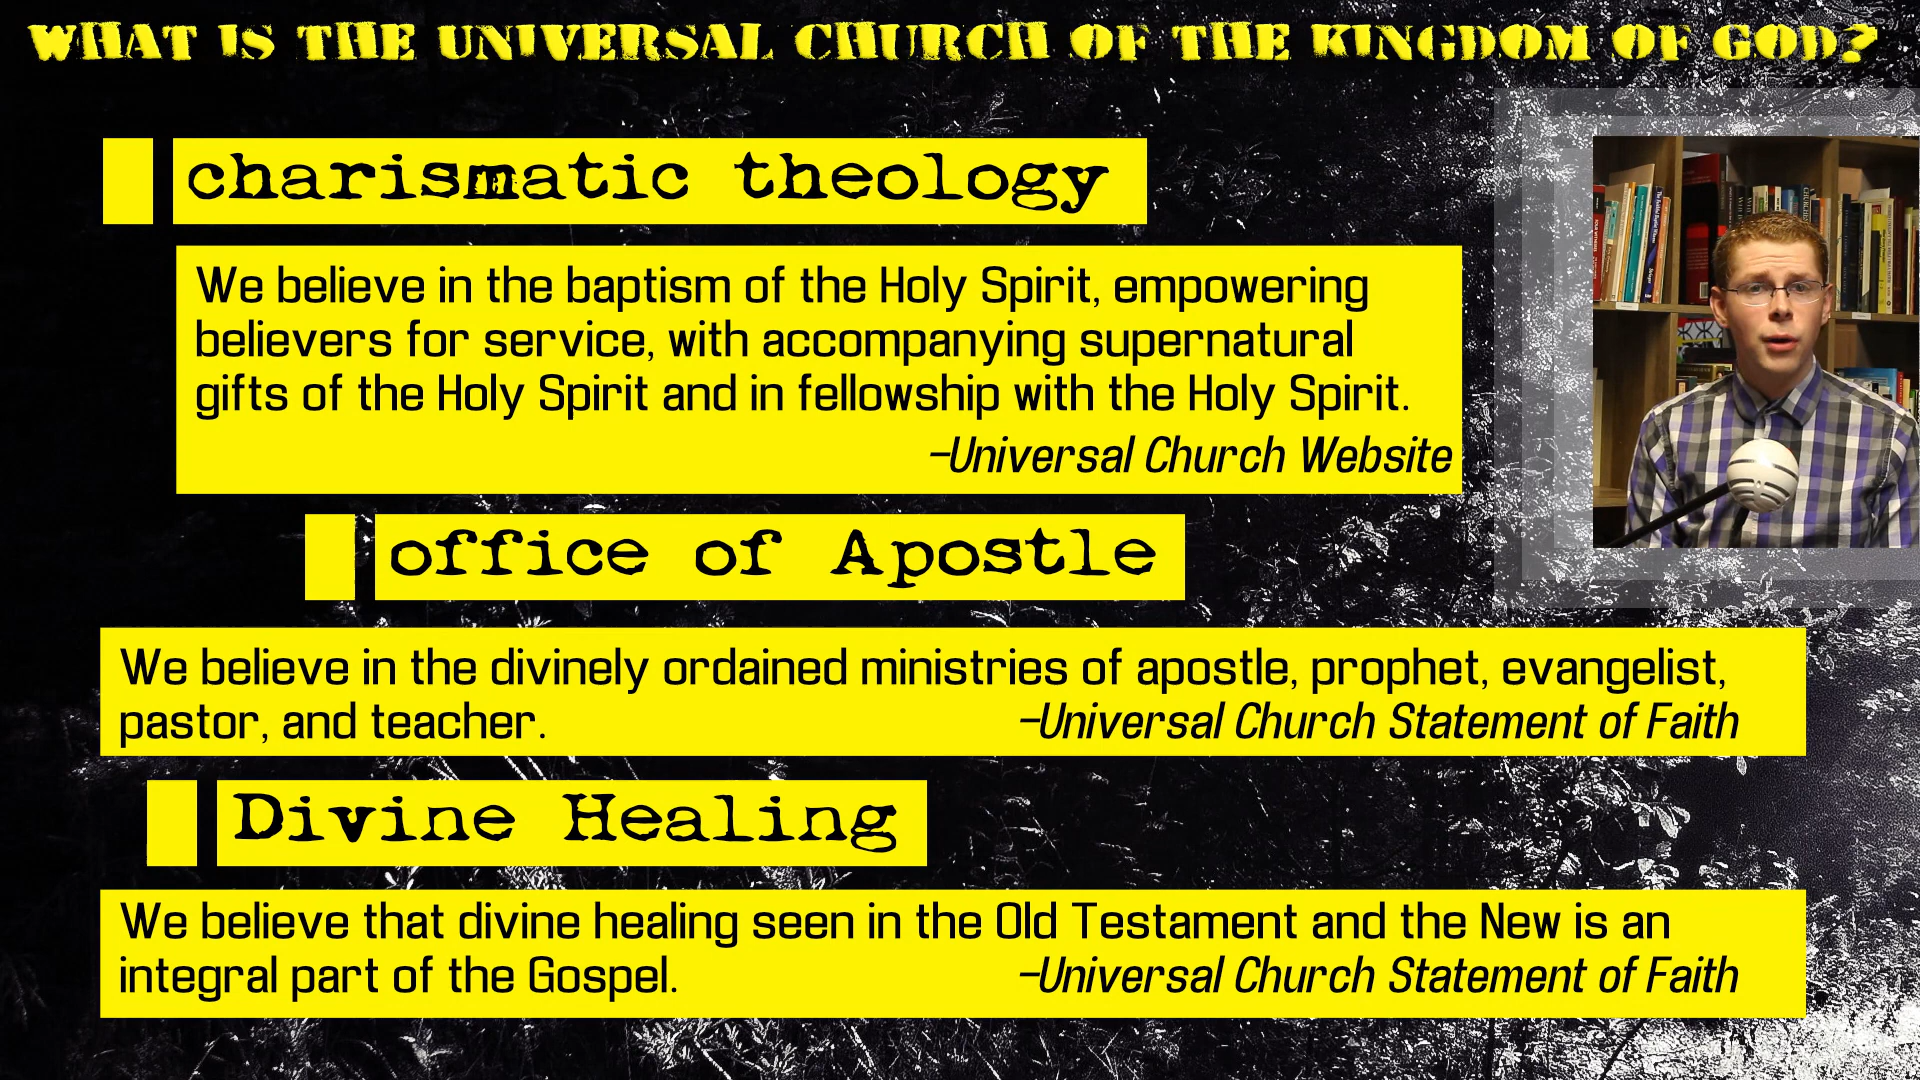 WHAT IS THE UNIVERSAL CHURCH OF THE KINGDOM OF GOD?
charismatic theology
We believe in the baptism of the Holy Spirit, empowering
believers for service, with accompanying supernatural
gifts of the Holy Spirit and in fellowship with the Holy Spirit.
–Universal Church Website
office of Apostle
We believe in the divinely ordained ministries of apostle, prophet, evangelist,
pastor, and teacher. –Universal Church Statement of Faith
Divine Healing
We believe that divine healing seen in the Old Testament and the New is an
integral part of the Gospel. –Universal Church Statement of Faith